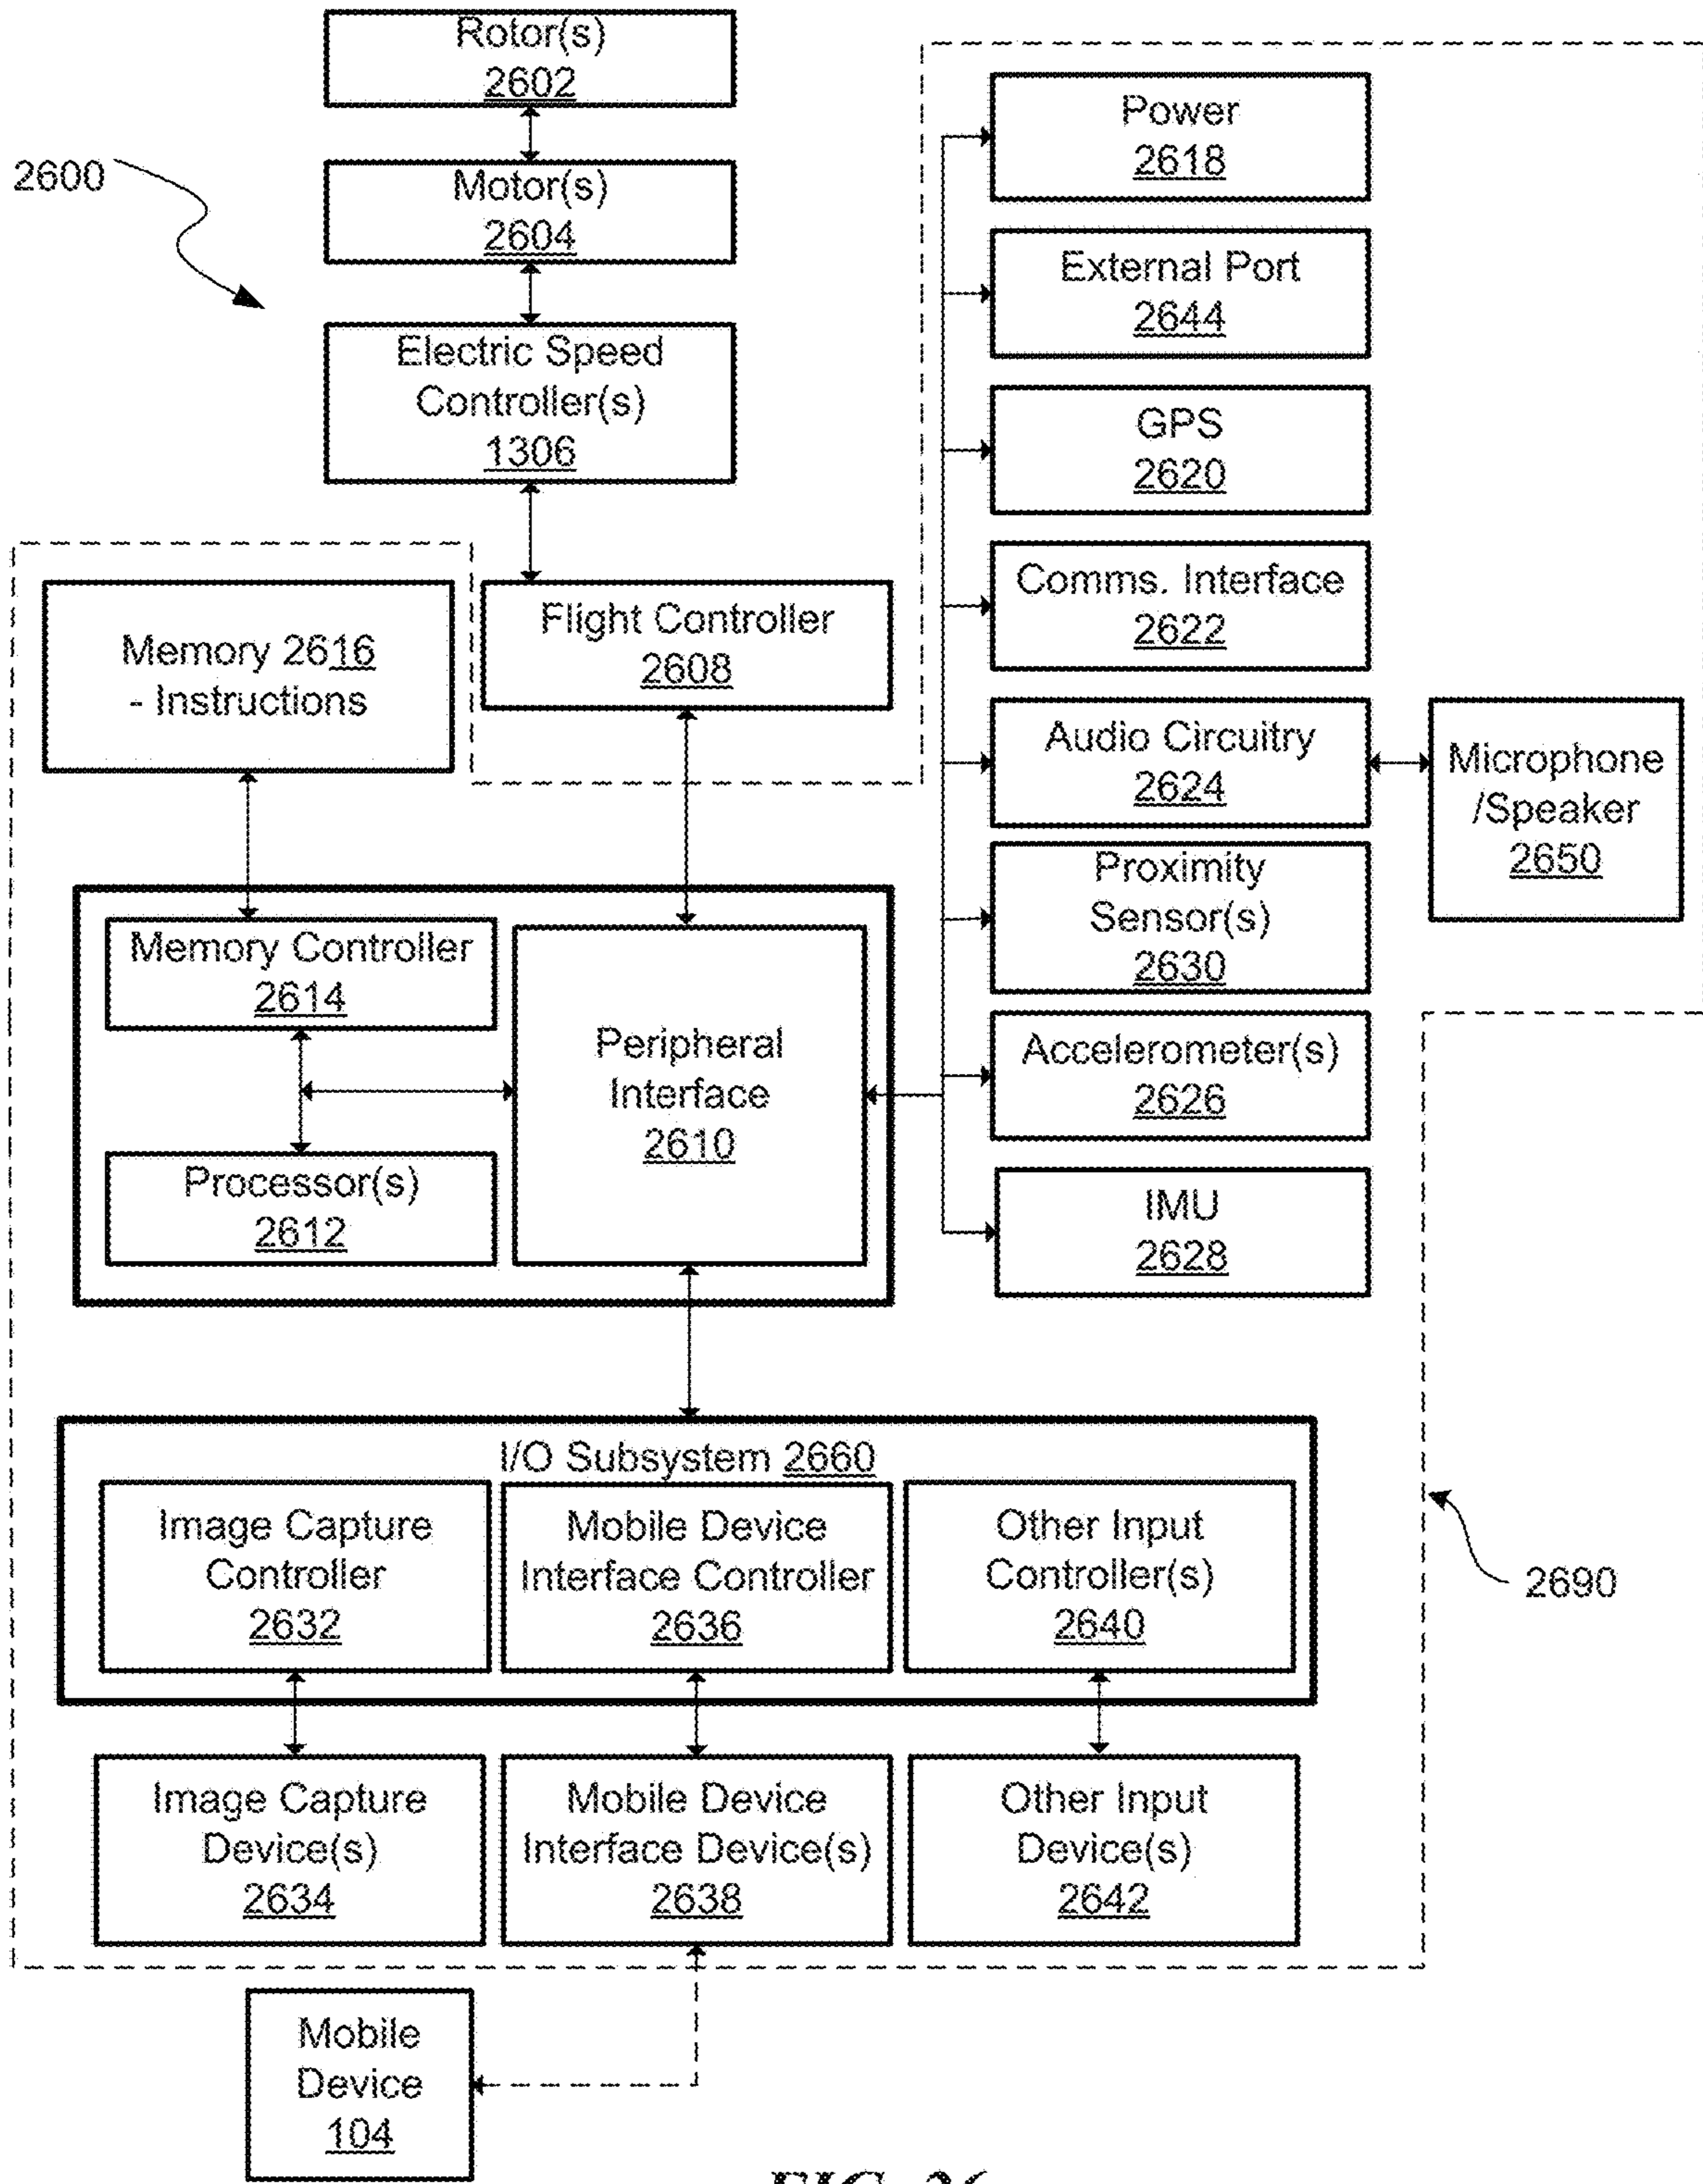 Rotor(s)
2602
2600
Motor(s)
2604
Electric Speed
Controller(s)
1306
Flight Controller
2608
Memory 2616
- Instructions
Memory Controller
2614
Processor(s)
2612
Peripheral
Interface
2610
Power
2618
External Port
2644
GPS
2620
Comms. Interface
2622
Audio Circuitry
2624
Microphone
/Speaker
2650
Proximity
Sensor(s)
2630
Accelerometer(s)
2626
IMU
2628
I/O Subsystem 2660
Image Capture
Controller
2632
Mobile Device
Interface Controller
2636
Other Input
Controller(s)
2640
2690
Image Capture
Device(s)
2634
Mobile Device
Interface Device(s)
2638
Other Input
Device(s)
2642
Mobile
Device
104
FIG. 26